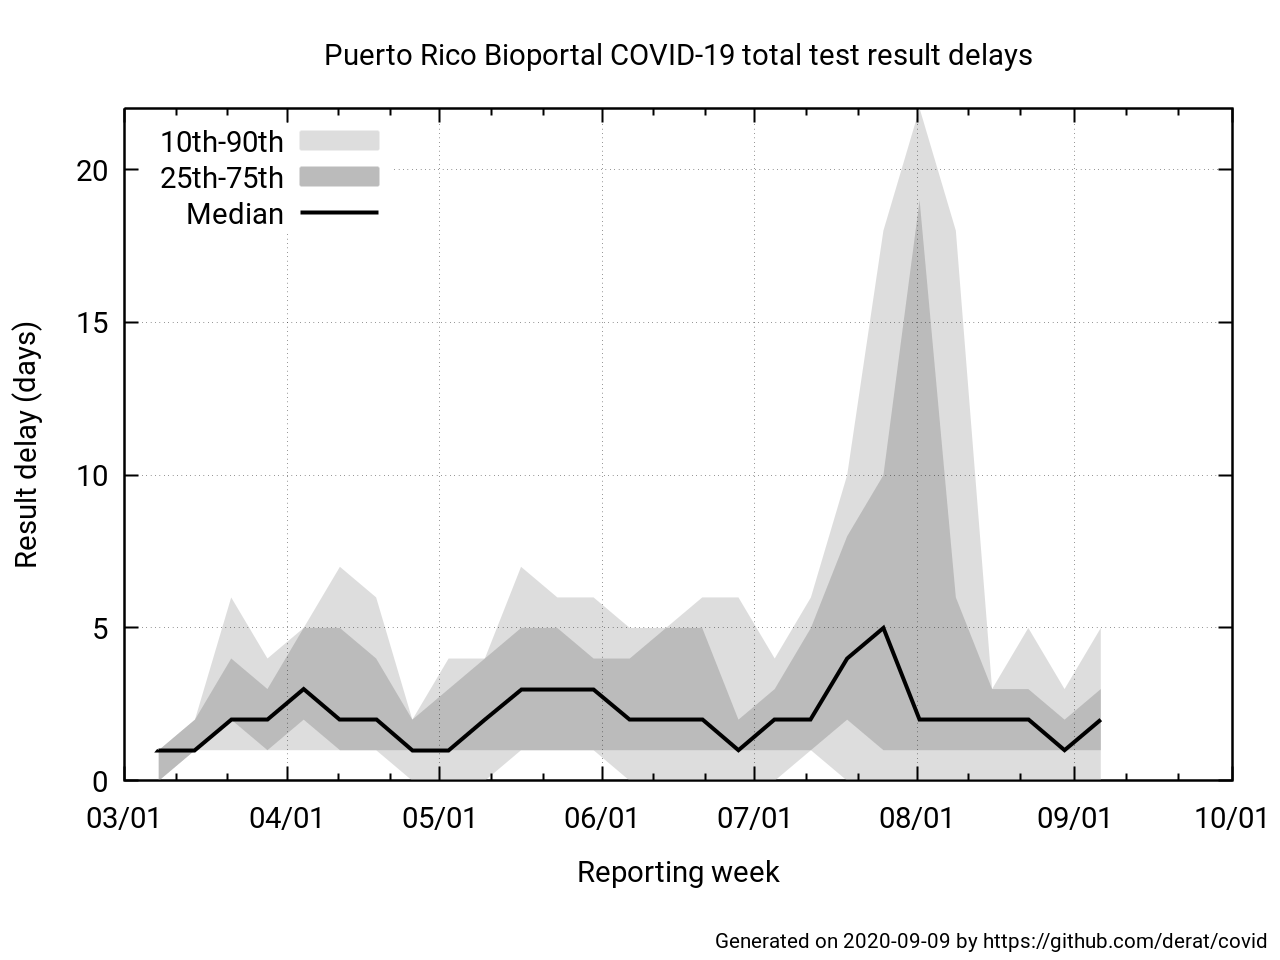 Puerto Rico Bioportal COVID-19 total test result delays
10th-90th
25th-75th
Median
20
15
10
5
0
Result delay (days)
03/01 04/01 05/01 06/01 07/01 08/01 09/01 10/01
Reporting week
Generated on 2020-09-09 by https://github.com/derat/covid